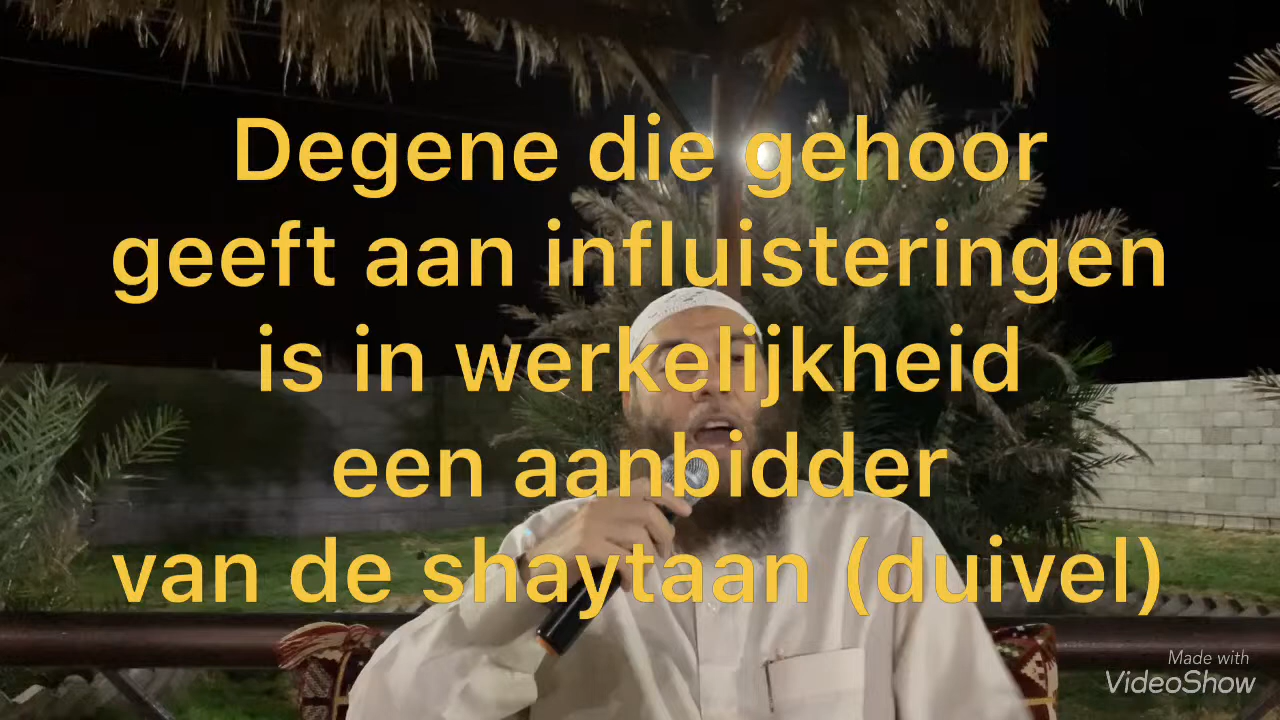 Degene die gehoor
geeft aan influisteringen
is in werkelijkheid
een aanbidder
van de shaytaan (duivel)
Made with
VideoShow